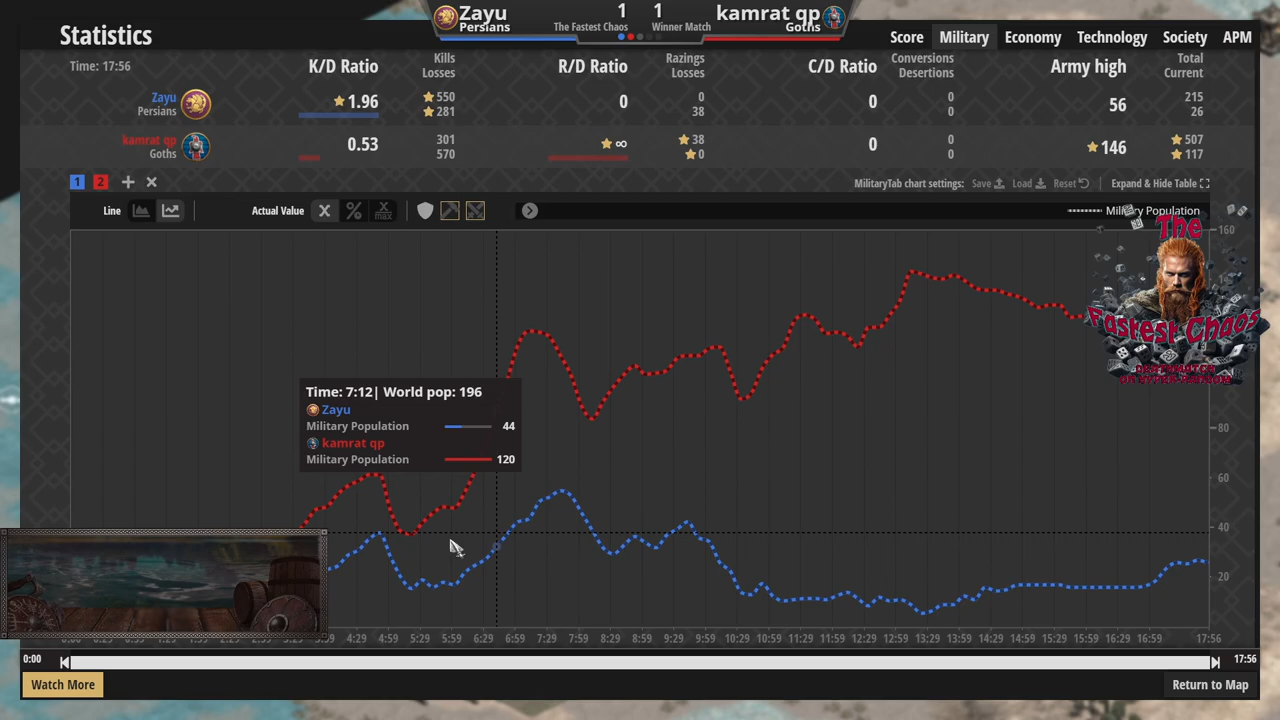 Zayu
Persians
1
1
The Fastest Chaos
Winner Match
kamrat qp
Goths
Statistics
Score
Military
Economy
Technology
Society
APM
Time: 17:56
K/D Ratio
Kills
Losses
R/D Ratio
Razings
Losses
C/D Ratio
Conversions
Desertions
Army high
Total
Current
Zayu
Persians
1.96
550
281
0
0
38
0
0
0
56
215
26
kamrat qp
Goths
0.53
301
570
∞
38
0
0
0
0
146
507
117
1
2
MilitaryTab chart settings:
Save
Load
Reset
Expand & Hide Table
Line
Actual Value
X
%
X
max
Military Population
160
The
Fastest Chaos
Time: 7:12| World pop: 196
Zayu
Military Population
44
kamrat qp
Military Population
120
80
60
40
20
4:29
4:59
5:29
5:59
6:29
6:59
7:29
7:59
8:29
8:59
9:29
9:59
10:29
10:59
11:29
11:59
12:29
12:59
13:29
13:59
14:29
14:59
15:29
15:59
16:29
16:59
17:56
0:00
17:56
Watch More
Return to Map